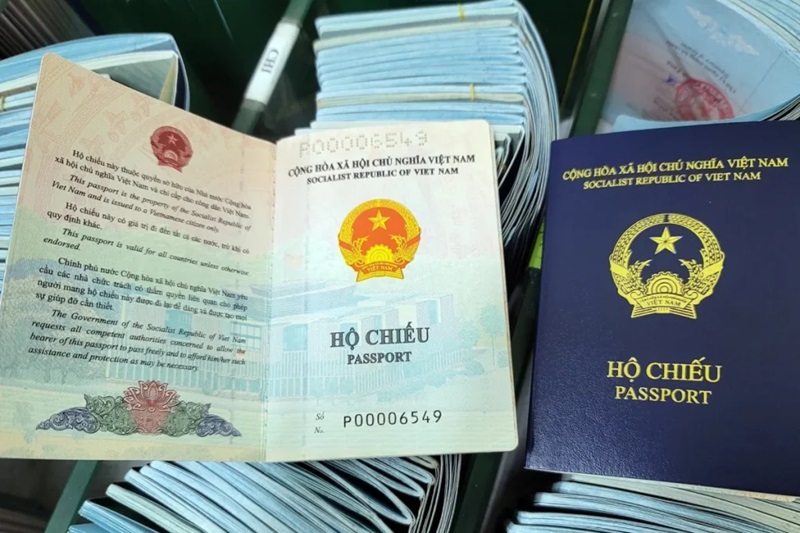 Hộ chiếu này thuộc quyền sở hữu của Nhà nước Cộng hòa
xã hội chủ nghĩa Việt Nam và chỉ cấp cho công dân Việt Nam.
This passport is the property of the Socialist Republic of
Viet Nam and is issued to a Vietnamese citizen only.
Hộ chiếu này có giá trị đi đến tất cả các nước, trừ khi có
quy định khác.
This passport is valid for all countries unless otherwise
endorsed.
Chính phủ nước Cộng hòa xã hội chủ nghĩa Việt Nam yêu
cầu các nhà chức trách có thẩm quyền liên quan cho phép
người mang hộ chiếu này được đi lại dễ dàng và được tạo mọi
sự giúp đỡ cần thiết.
The Government of the Socialist Republic of Viet Nam
requests all competent authorities concerned to allow the
bearer of this passport to pass freely and to afford him/her such
assistance and protection as may be necessary.
P00006549
CỘNG HÒA XÃ HỘI CHỦ NGHĨA VIỆT NAM
SOCIALIST REPUBLIC OF VIET NAM
VIỆT NAM
HỘ CHIẾU
PASSPORT
Số
No.
P00006549
CHI
CỘNG HÒA XÃ HỘI CHỦ NGHĨA VIỆT NAM
SOCIALIST REPUBLIC OF VIET NAM
VIỆT NAM
HỘ CHIẾU
PASSPORT